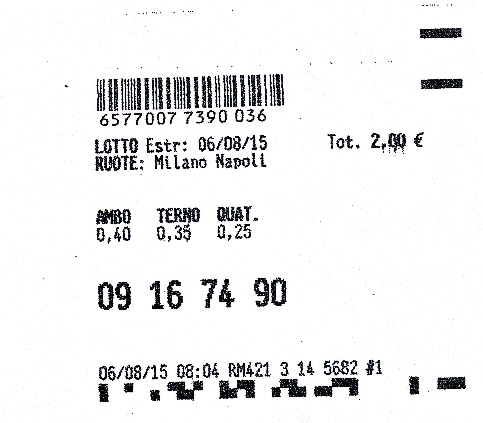 6577007 7390 036
LOTTO Estr: 06/08/15 Tot. 2,00 €
RUOTE: Milano Napoli
AMBO TERNO QUAT.
0,40 0,35 0,25
09 16 74 90
06/08/15 08:04 RM421 3 14 5682 #1